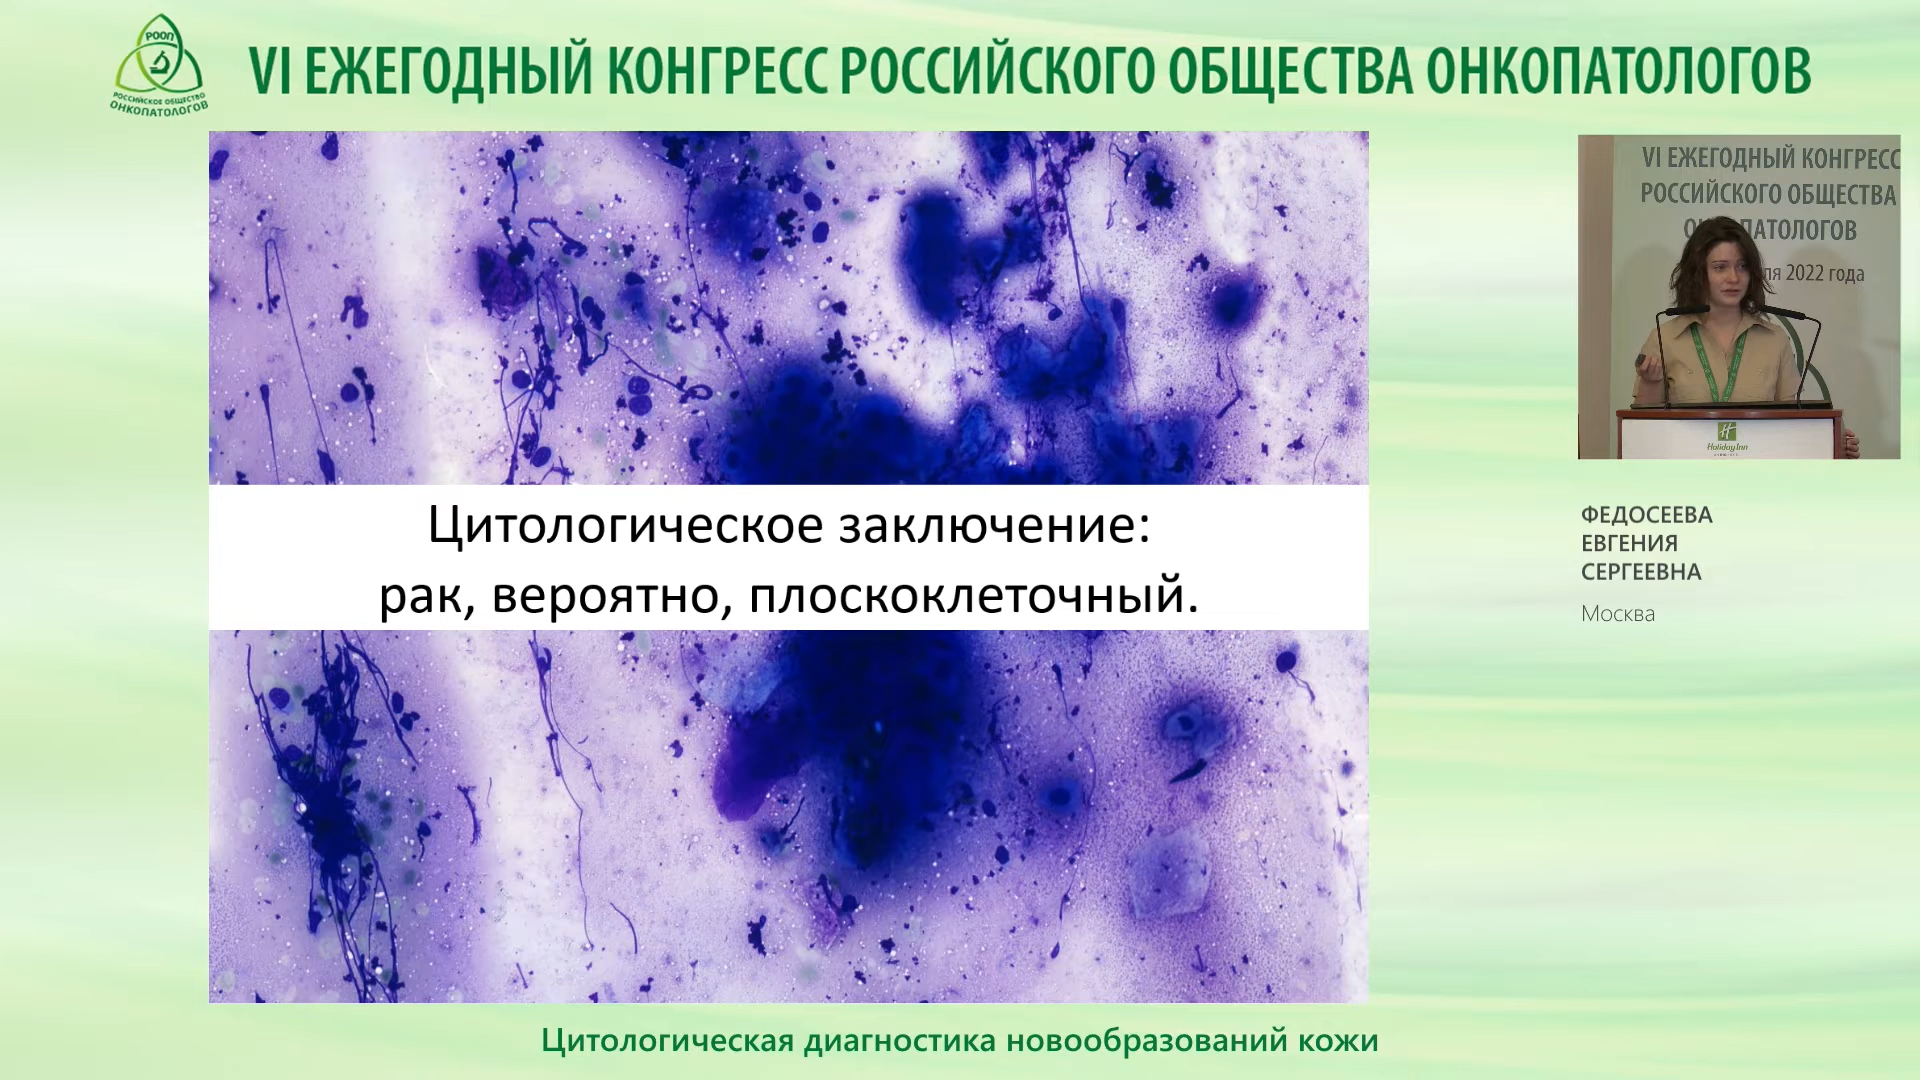 РООП
РОССИЙСКОЕ ОБЩЕСТВО
ОНКОПАТОЛОГОВ
VI ЕЖЕГОДНЫЙ КОНГРЕСС РОССИЙСКОГО ОБЩЕСТВА ОНКОПАТОЛОГОВ
VI ЕЖЕГОДНЫЙ КОНГРЕСС
РОССИЙСКОГО ОБЩЕСТВА
2022 года
Holiday Inn
Цитологическое заключение:
рак, вероятно, плоскоклеточный.
ФЕДОСЕЕВА
ЕВГЕНИЯ
СЕРГЕЕВНА
Москва
Цитологическая диагностика новообразований кожи